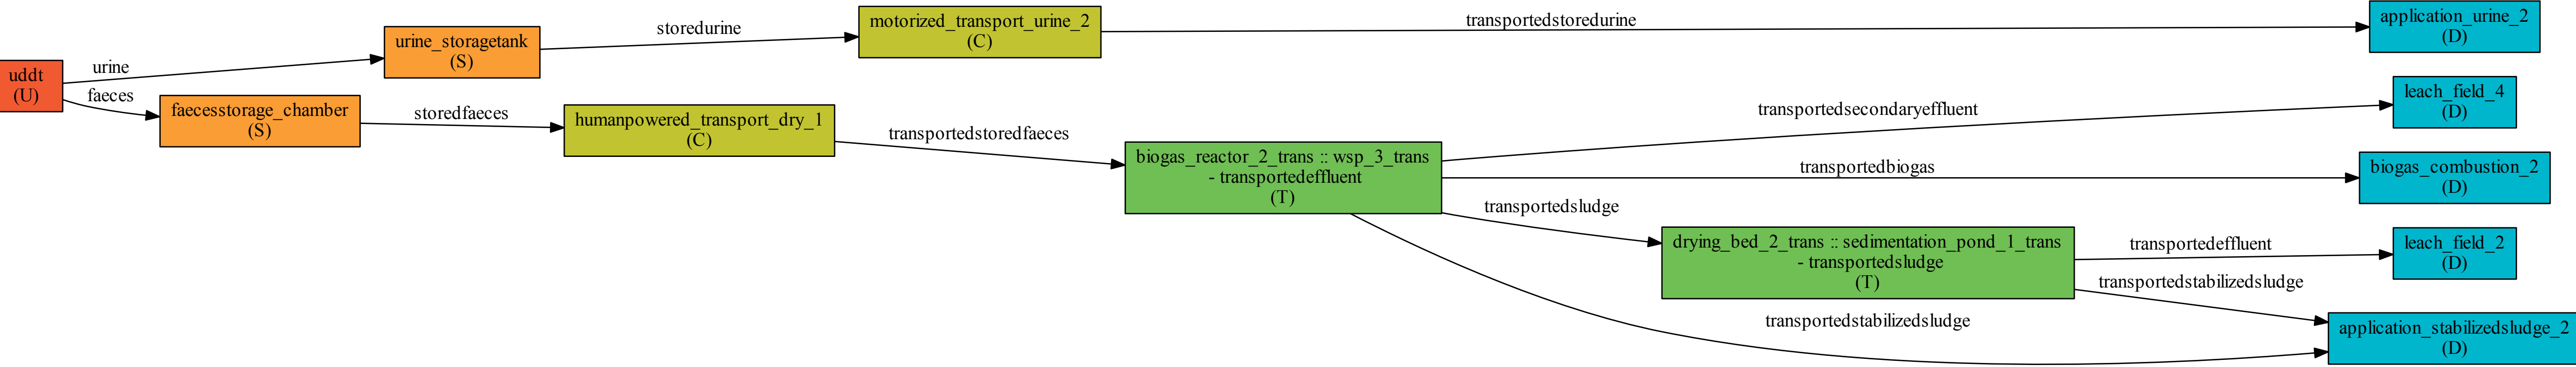 uddt
(U)
urine
faeces
urine_storagetank
(S)
faecesstorage_chamber
(S)
storedurine
storedfaeces
motorized_transport_urine_2
(C)
humanpowered_transport_dry_1
(C)
transportedstoredurine
transportedstoredfaeces
biogas_reactor_2_trans :: wsp_3_trans
- transportedeffluent
(T)
transportedsecondaryeffluent
transportedbiogas
transportedsludge
transportedstabilizedsludge
drying_bed_2_trans :: sedimentation_pond_1_trans
- transportedsludge
(T)
transportedeffluent
transportedstabilizedsludge
application_urine_2
(D)
leach_field_4
(D)
biogas_combustion_2
(D)
leach_field_2
(D)
application_stabilizedsludge_2
(D)